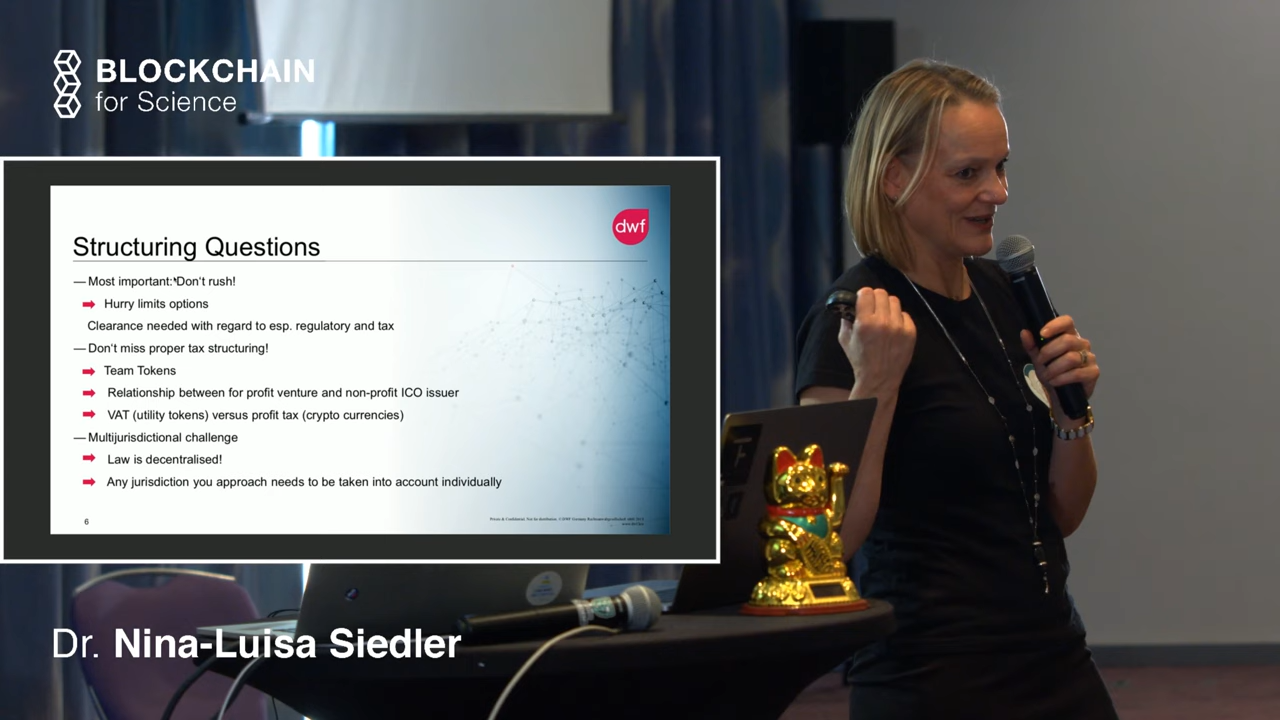 BLOCKCHAIN
for Science
dwf
Structuring Questions
— Most important: Don't rush!
Hurry limits options
Clearance needed with regard to esp. regulatory and tax
— Don't miss proper tax structuring!
Team Tokens
Relationship between for profit venture and non-profit ICO issuer
VAT (utility tokens) versus profit tax (crypto currencies)
— Multijurisdictional challenge
Law is decentralised!
Any jurisdiction you approach needs to be taken into account individually
6
Dr. Nina-Luisa Siedler